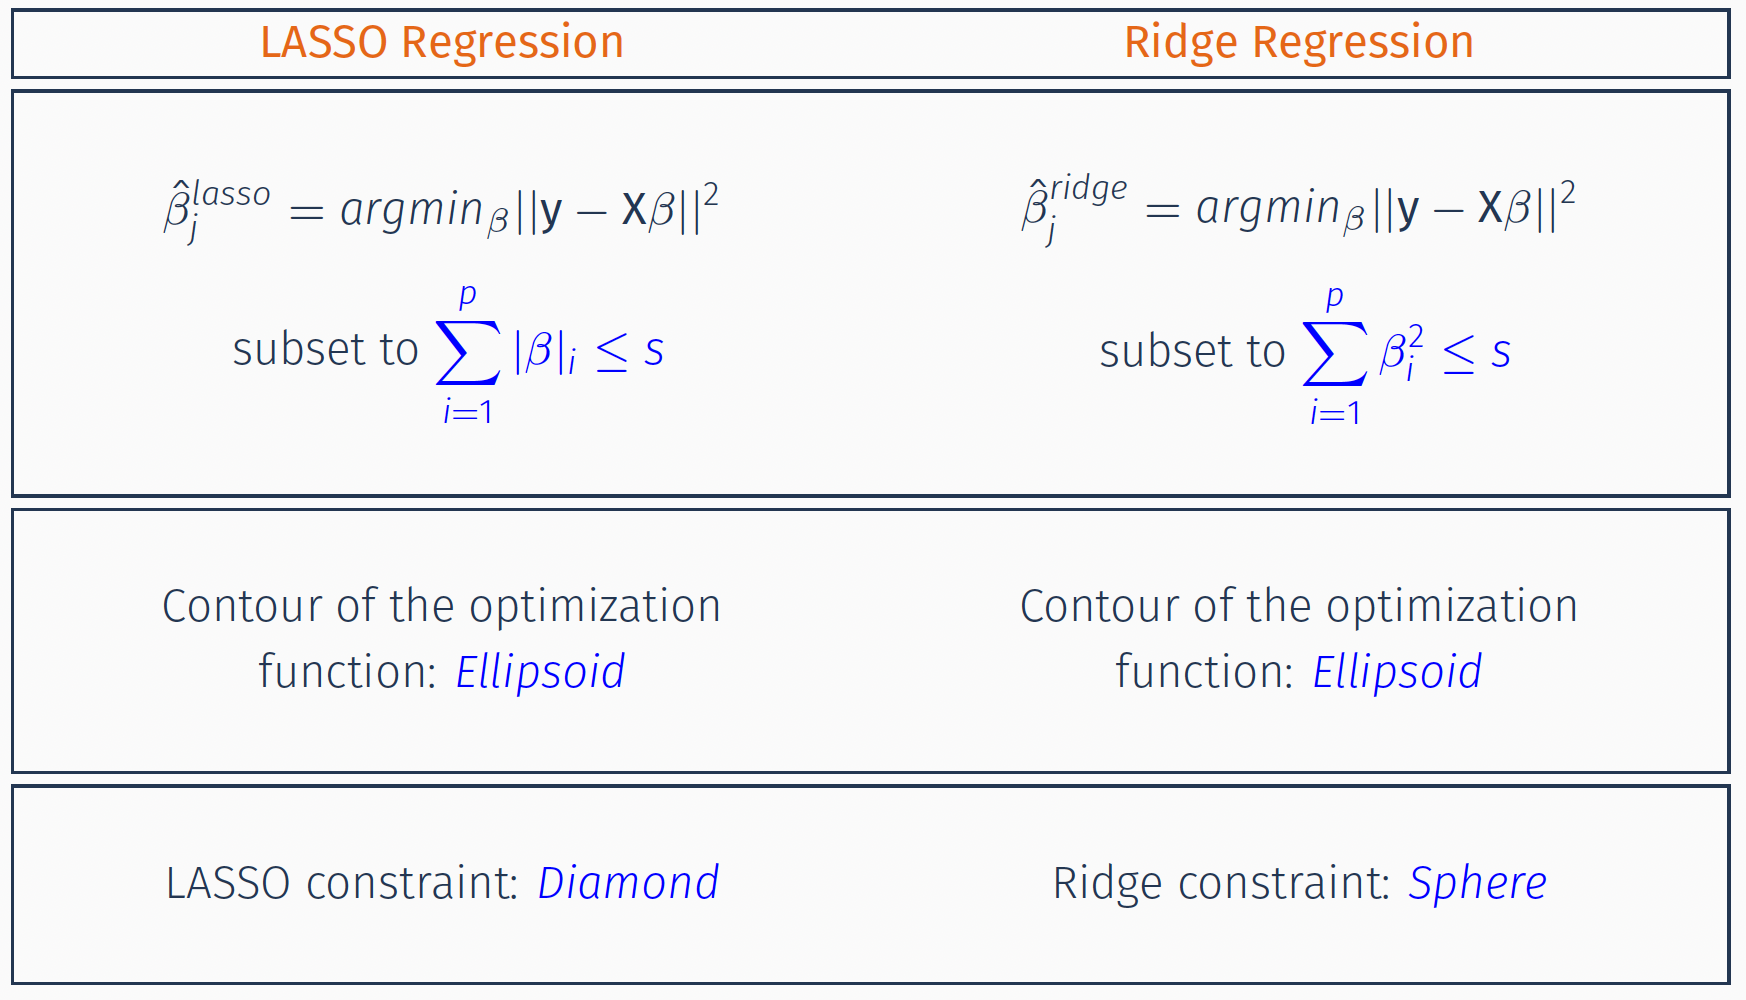 LASSO Regression
Ridge Regression
$\hat{\beta}_j^{lasso} = argmin_\beta ||\mathbf{y} - \mathbf{X}\beta||^2$
subset to $\sum_{i=1}^{p} |\beta|_i \leq s$
$\hat{\beta}_j^{ridge} = argmin_\beta ||\mathbf{y} - \mathbf{X}\beta||^2$
subset to $\sum_{i=1}^{p} \beta_i^2 \leq s$
Contour of the optimization
function: Ellipsoid
Contour of the optimization
function: Ellipsoid
LASSO constraint: Diamond
Ridge constraint: Sphere